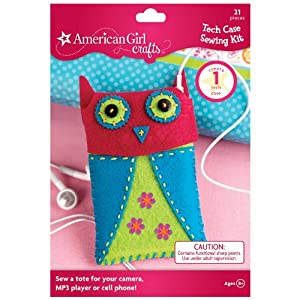 American Girl
crafts
21
pieces
Tech Case
Sewing Kit
1
tech
case
CAUTION:
Contains functional sharp points.
Use under adult supervision.
Sew a tote for your camera,
MP3 player or cell phone!
Ages 8+